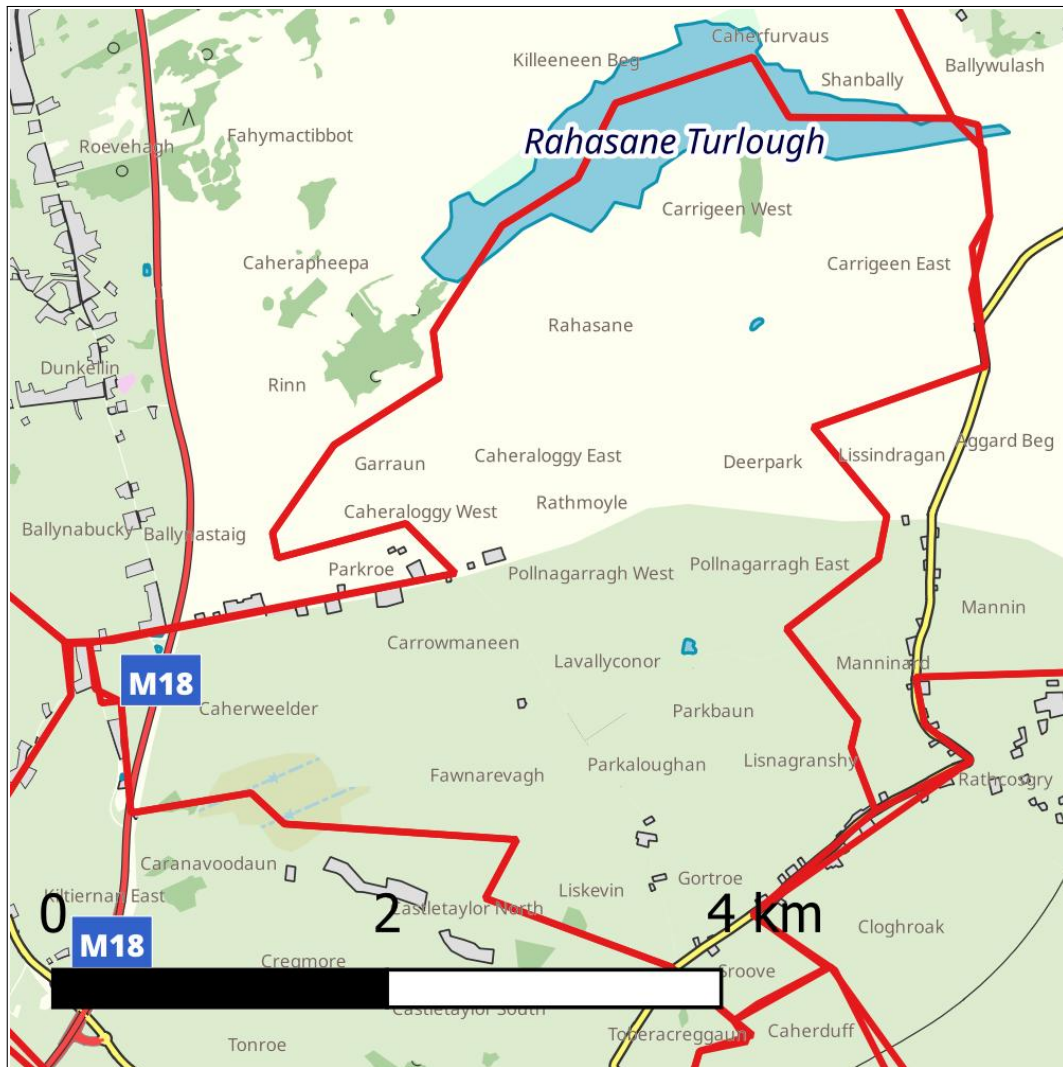 Caherfurvaus
Killeeneen Beg
Ballywulash
Shanbally
Fahymactibbot
Rahasane Turlough
Roevehagh
Carrigeen West
Caherapheepa
Carrigeen East
Rahasane
Dunkellin
Rinn
Aggard Beg
Caheraloggy East
Lissindragan
Garraun
Deerpark
Rathmoyle
Caheraloggy West
Ballynabucky
Ballynastaig
Pollnagarragh East
Parkroe
Pollnagarragh West
Mannin
Carrowmaneen
Lavallyconor
Manninard
M18
Caherweelder
Parkbaun
Lisnagranshy
Parkaloughan
Fawnarevagh
Rathcosgry
Caranavoodaun
Gortroe
Liskevin
Kiltiernan East
Castletaylor North
0 2 4 km
Cloghroak
M18
Cregmore
Sroove
Castletaylor South
Toberacreggaun
Caherduff
Tonroe